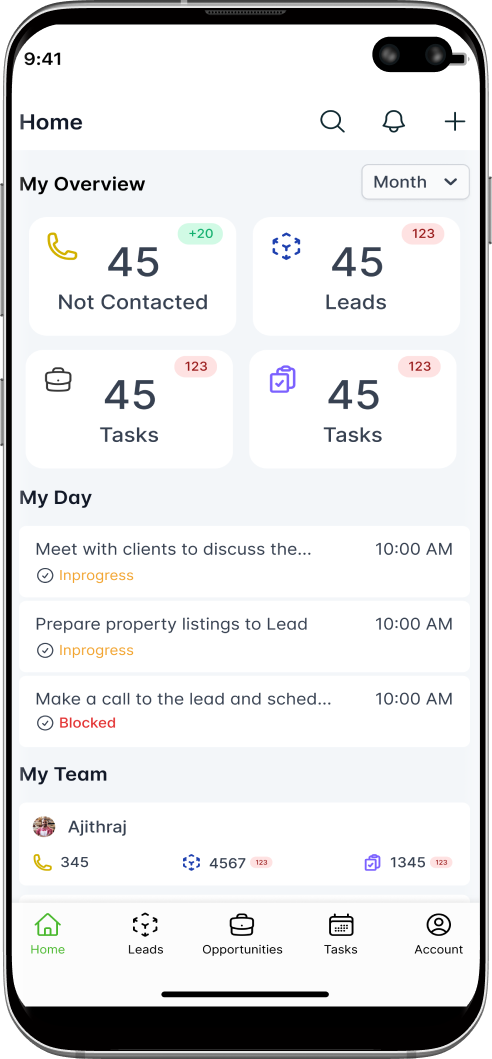 9:41
Home
My Overview
Month
+20
45
Not Contacted
123
45
Leads
123
45
Tasks
123
45
Tasks
My Day
Meet with clients to discuss the...
10:00 AM
Inprogress
Prepare property listings to Lead
10:00 AM
Inprogress
Make a call to the lead and sched...
10:00 AM
Blocked
My Team
Ajithraj
345
4567
123
1345
123
Home
Leads
Opportunities
Tasks
Account